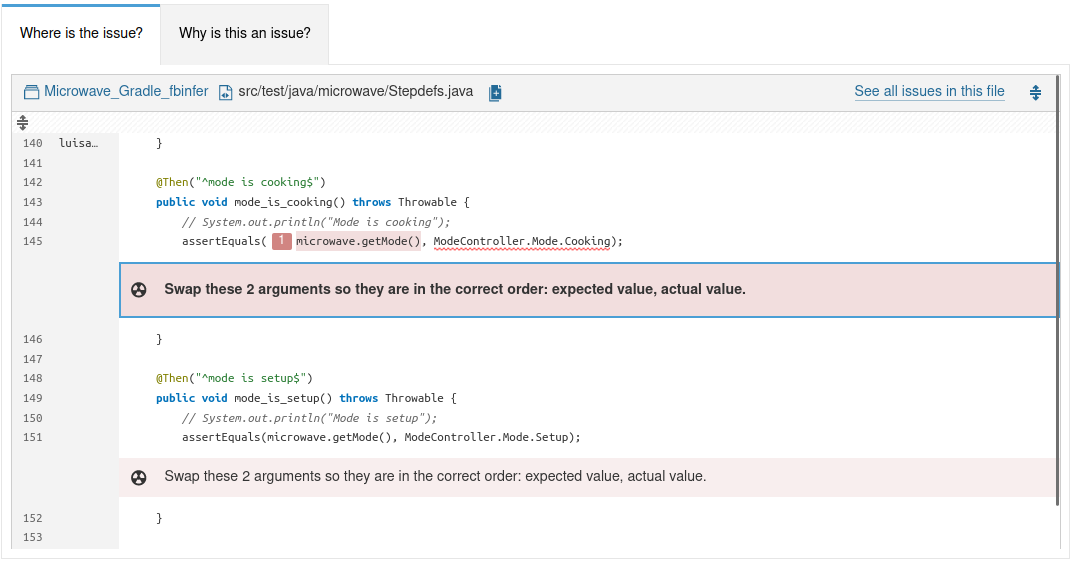 Where is the issue? Why is this an issue?
Microwave_Gradle_fbinfer src/test/java/microwave/Stepdefs.java See all issues in this file
140 luisa… }
141
142 @Then("^mode is cooking$")
143 public void mode_is_cooking() throws Throwable {
144 // System.out.println("Mode is cooking");
145 assertEquals( 1 microwave.getMode(), ModeController.Mode.Cooking);
Swap these 2 arguments so they are in the correct order: expected value, actual value.
146 }
147
148 @Then("^mode is setup$")
149 public void mode_is_setup() throws Throwable {
150 // System.out.println("Mode is setup");
151 assertEquals(microwave.getMode(), ModeController.Mode.Setup);
Swap these 2 arguments so they are in the correct order: expected value, actual value.
152 }
153